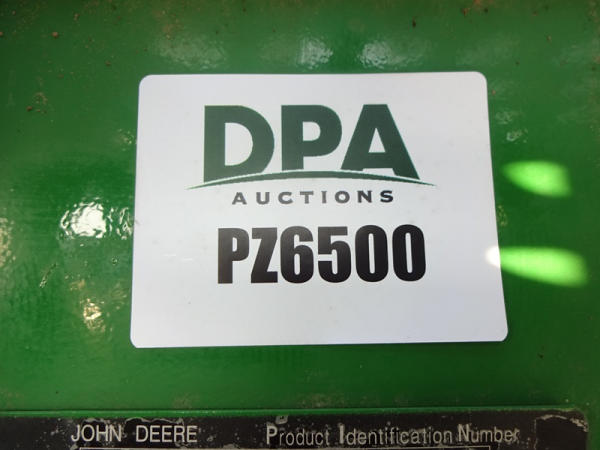 DPA
AUCTIONS
PZ6500
JOHN DEERE Product Identification Number